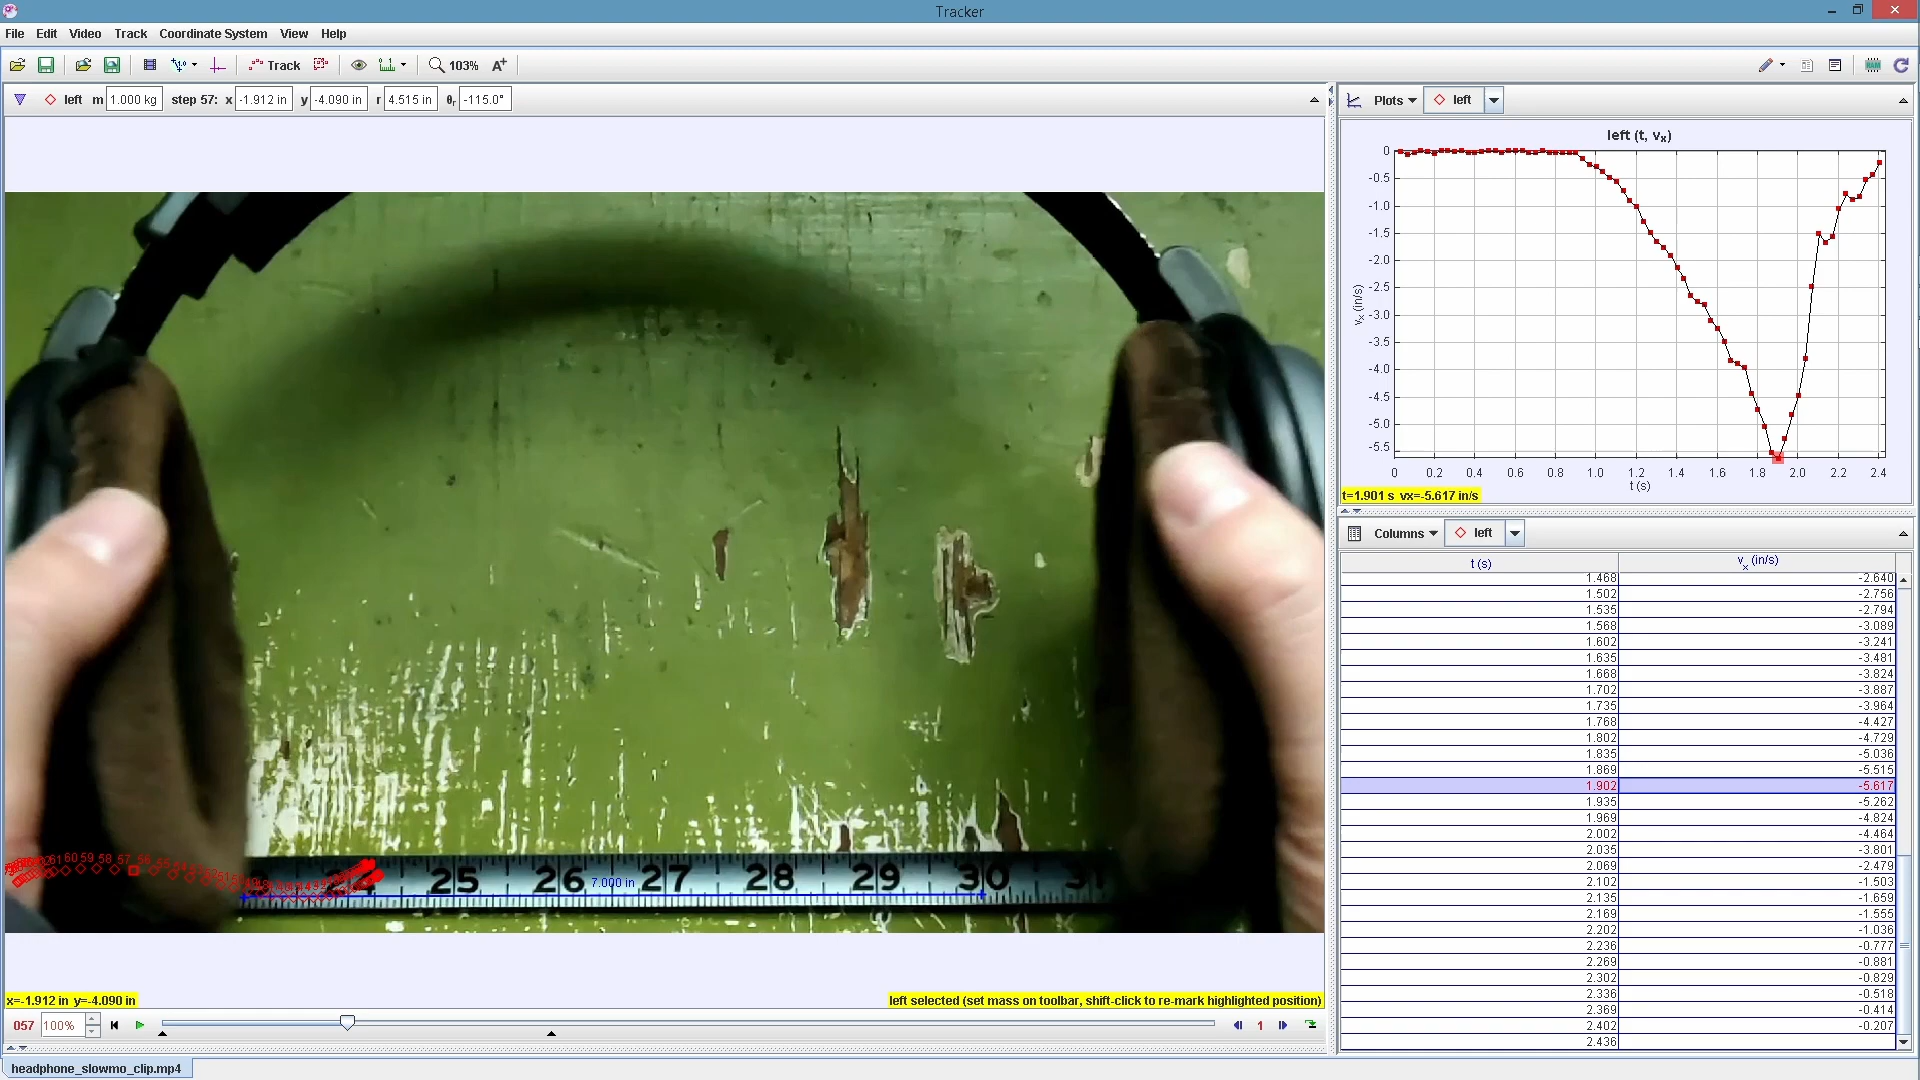 Tracker
File Edit Video Track Coordinate System View Help
Track 103%
left m 1.000 kg step 57: x -1.912 in y -4.090 in r 4.515 in θr -115.0°
Plots left
left (t, vx)
0
-0.5
-1.0
-1.5
-2.0
-2.5
-3.0
-3.5
-4.0
-4.5
-5.0
-5.5
vx (in/s)
0 0.2 0.4 0.6 0.8 1.0 1.2 1.4 1.6 1.8 2.0 2.2 2.4
t (s)
t=1.901 s vx=-5.617 in/s
Columns left
t (s) vx (in/s)
1.468 -2.640
1.502 -2.756
1.535 -2.794
1.568 -3.089
1.602 -3.241
1.635 -3.481
1.668 -3.824
1.702 -3.887
1.735 -3.964
1.768 -4.427
1.802 -4.729
1.835 -5.036
1.869 -5.515
1.902 -5.617
1.935 -5.262
1.969 -4.824
2.002 -4.464
2.035 -3.801
2.069 -2.479
2.102 -1.503
2.135 -1.659
2.169 -1.555
2.202 -1.036
2.236 -0.777
2.269 -0.881
2.302 -0.829
2.336 -0.518
2.369 -0.414
2.402 -0.207
2.436
61 60 59 58 57 56
25 26 27 28 29 30 31
7.000 in
x=-1.912 in y=-4.090 in
left selected (set mass on toolbar, shift-click to re-mark highlighted position)
057 100% 1
headphone_slowmo_clip.mp4